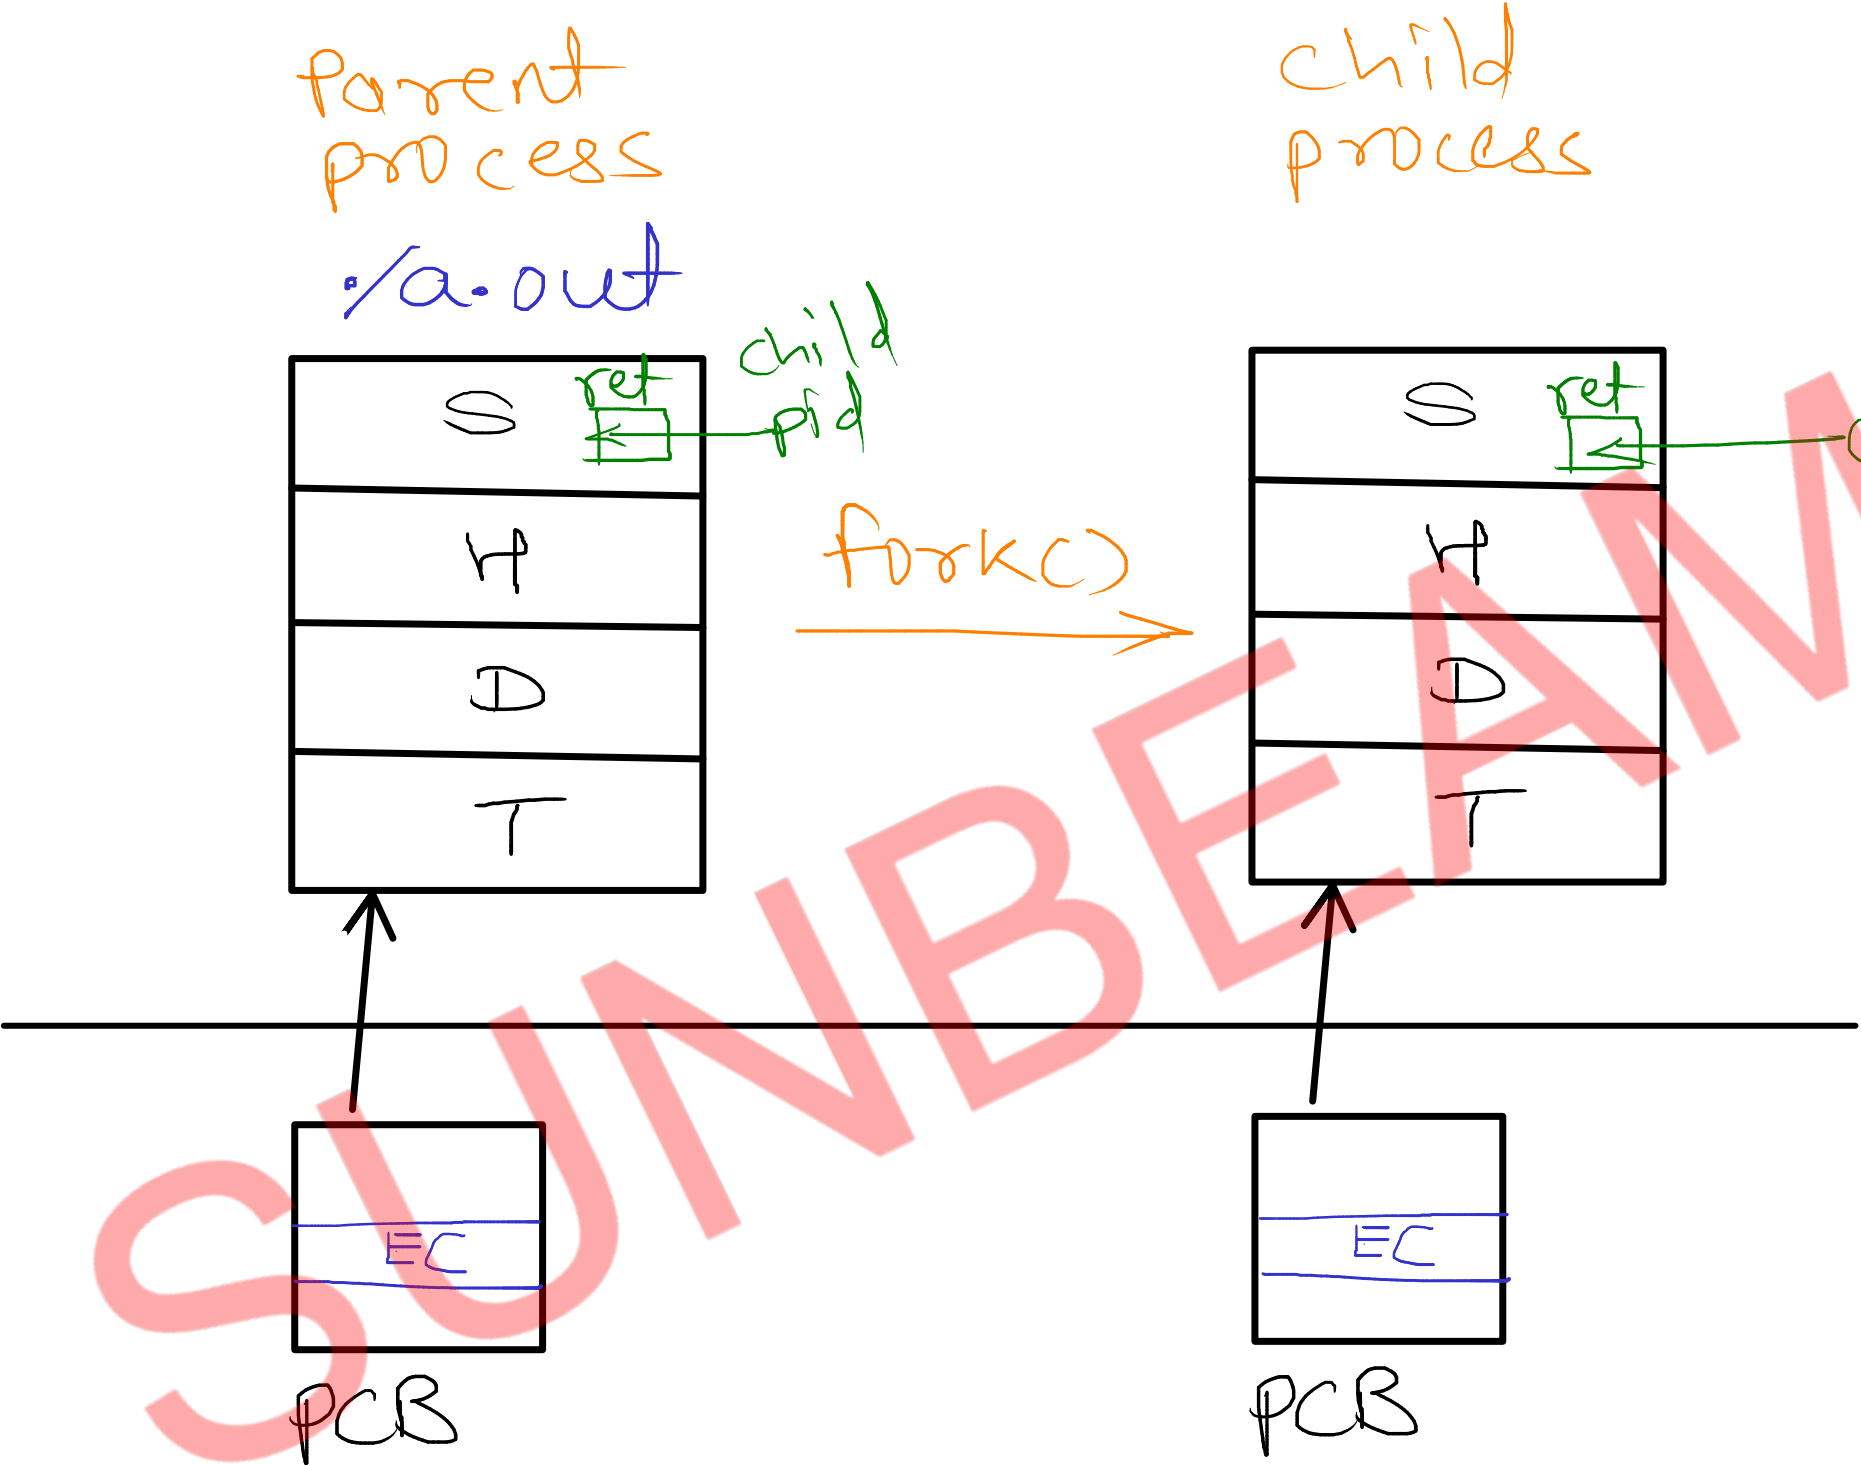 Parent
process
./a.out
child
process
S
ret
child
pid
H
D
T
fork()
S
ret
H
D
T
EC
PCB
EC
PCB
SUNBEAM